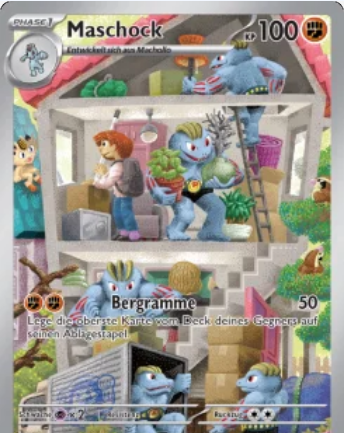 PHASE 1
Maschock
KP 100
Entwickelt sich aus Machollo
Bergramme 50
Lege die oberste Karte vom Deck deines Gegners auf
seinen Ablagestapel.
Schwäche ×2 Resistenz Rückzug